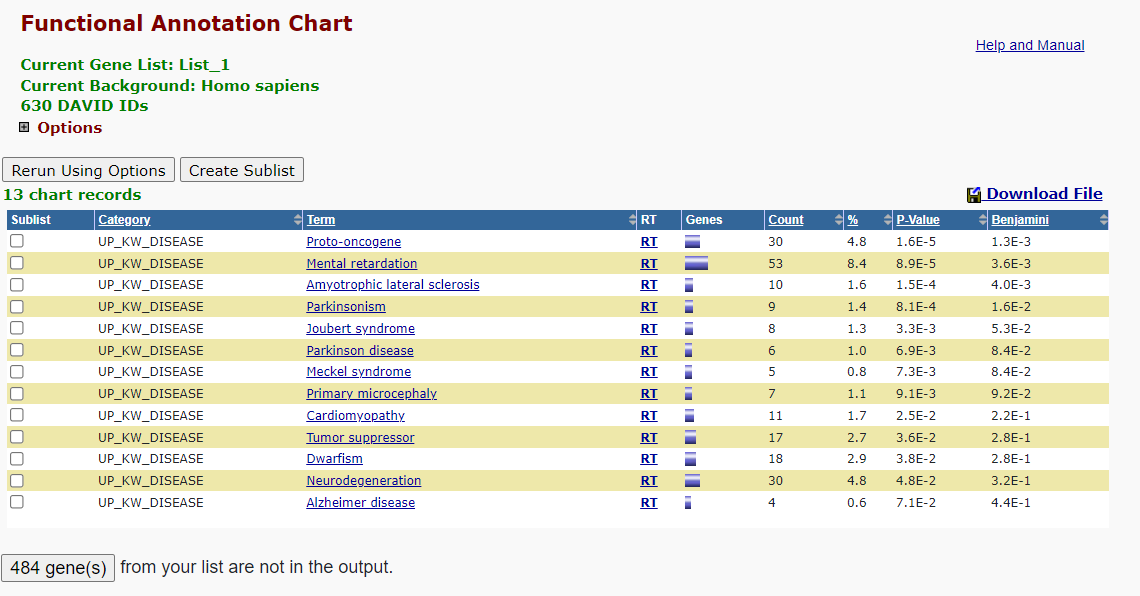 Functional Annotation Chart
Help and Manual
Current Gene List: List_1
Current Background: Homo sapiens
630 DAVID IDs
Options
Rerun Using Options Create Sublist
13 chart records Download File
Sublist Category Term RT Genes Count % P-Value Benjamini
UP_KW_DISEASE Proto-oncogene RT 30 4.8 1.6E-5 1.3E-3
UP_KW_DISEASE Mental retardation RT 53 8.4 8.9E-5 3.6E-3
UP_KW_DISEASE Amyotrophic lateral sclerosis RT 10 1.6 1.5E-4 4.0E-3
UP_KW_DISEASE Parkinsonism RT 9 1.4 8.1E-4 1.6E-2
UP_KW_DISEASE Joubert syndrome RT 8 1.3 3.3E-3 5.3E-2
UP_KW_DISEASE Parkinson disease RT 6 1.0 6.9E-3 8.4E-2
UP_KW_DISEASE Meckel syndrome RT 5 0.8 7.3E-3 8.4E-2
UP_KW_DISEASE Primary microcephaly RT 7 1.1 9.1E-3 9.2E-2
UP_KW_DISEASE Cardiomyopathy RT 11 1.7 2.5E-2 2.2E-1
UP_KW_DISEASE Tumor suppressor RT 17 2.7 3.6E-2 2.8E-1
UP_KW_DISEASE Dwarfism RT 18 2.9 3.8E-2 2.8E-1
UP_KW_DISEASE Neurodegeneration RT 30 4.8 4.8E-2 3.2E-1
UP_KW_DISEASE Alzheimer disease RT 4 0.6 7.1E-2 4.4E-1
484 gene(s) from your list are not in the output.